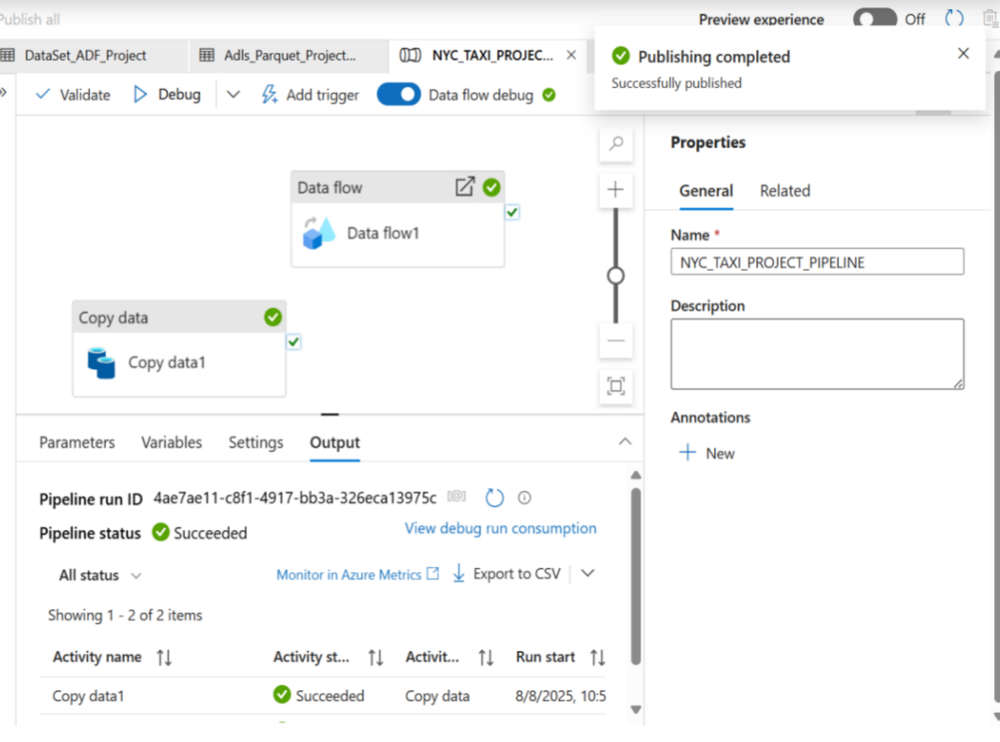 Publish all
Preview experience Off
DataSet_ADF_Project Adls_Parquet_Project... NYC_TAXI_PROJEC...
Publishing completed
Successfully published
Validate Debug Add trigger Data flow debug
Properties
General Related
Data flow
Data flow1
Name *
NYC_TAXI_PROJECT_PIPELINE
Description
Copy data
Copy data1
Annotations
New
Parameters Variables Settings Output
Pipeline run ID 4ae7ae11-c8f1-4917-bb3a-326eca13975c
Pipeline status Succeeded
View debug run consumption
All status Monitor in Azure Metrics Export to CSV
Showing 1 - 2 of 2 items
Activity name Activity st... Activit... Run start
Copy data1 Succeeded Copy data 8/8/2025, 10:5